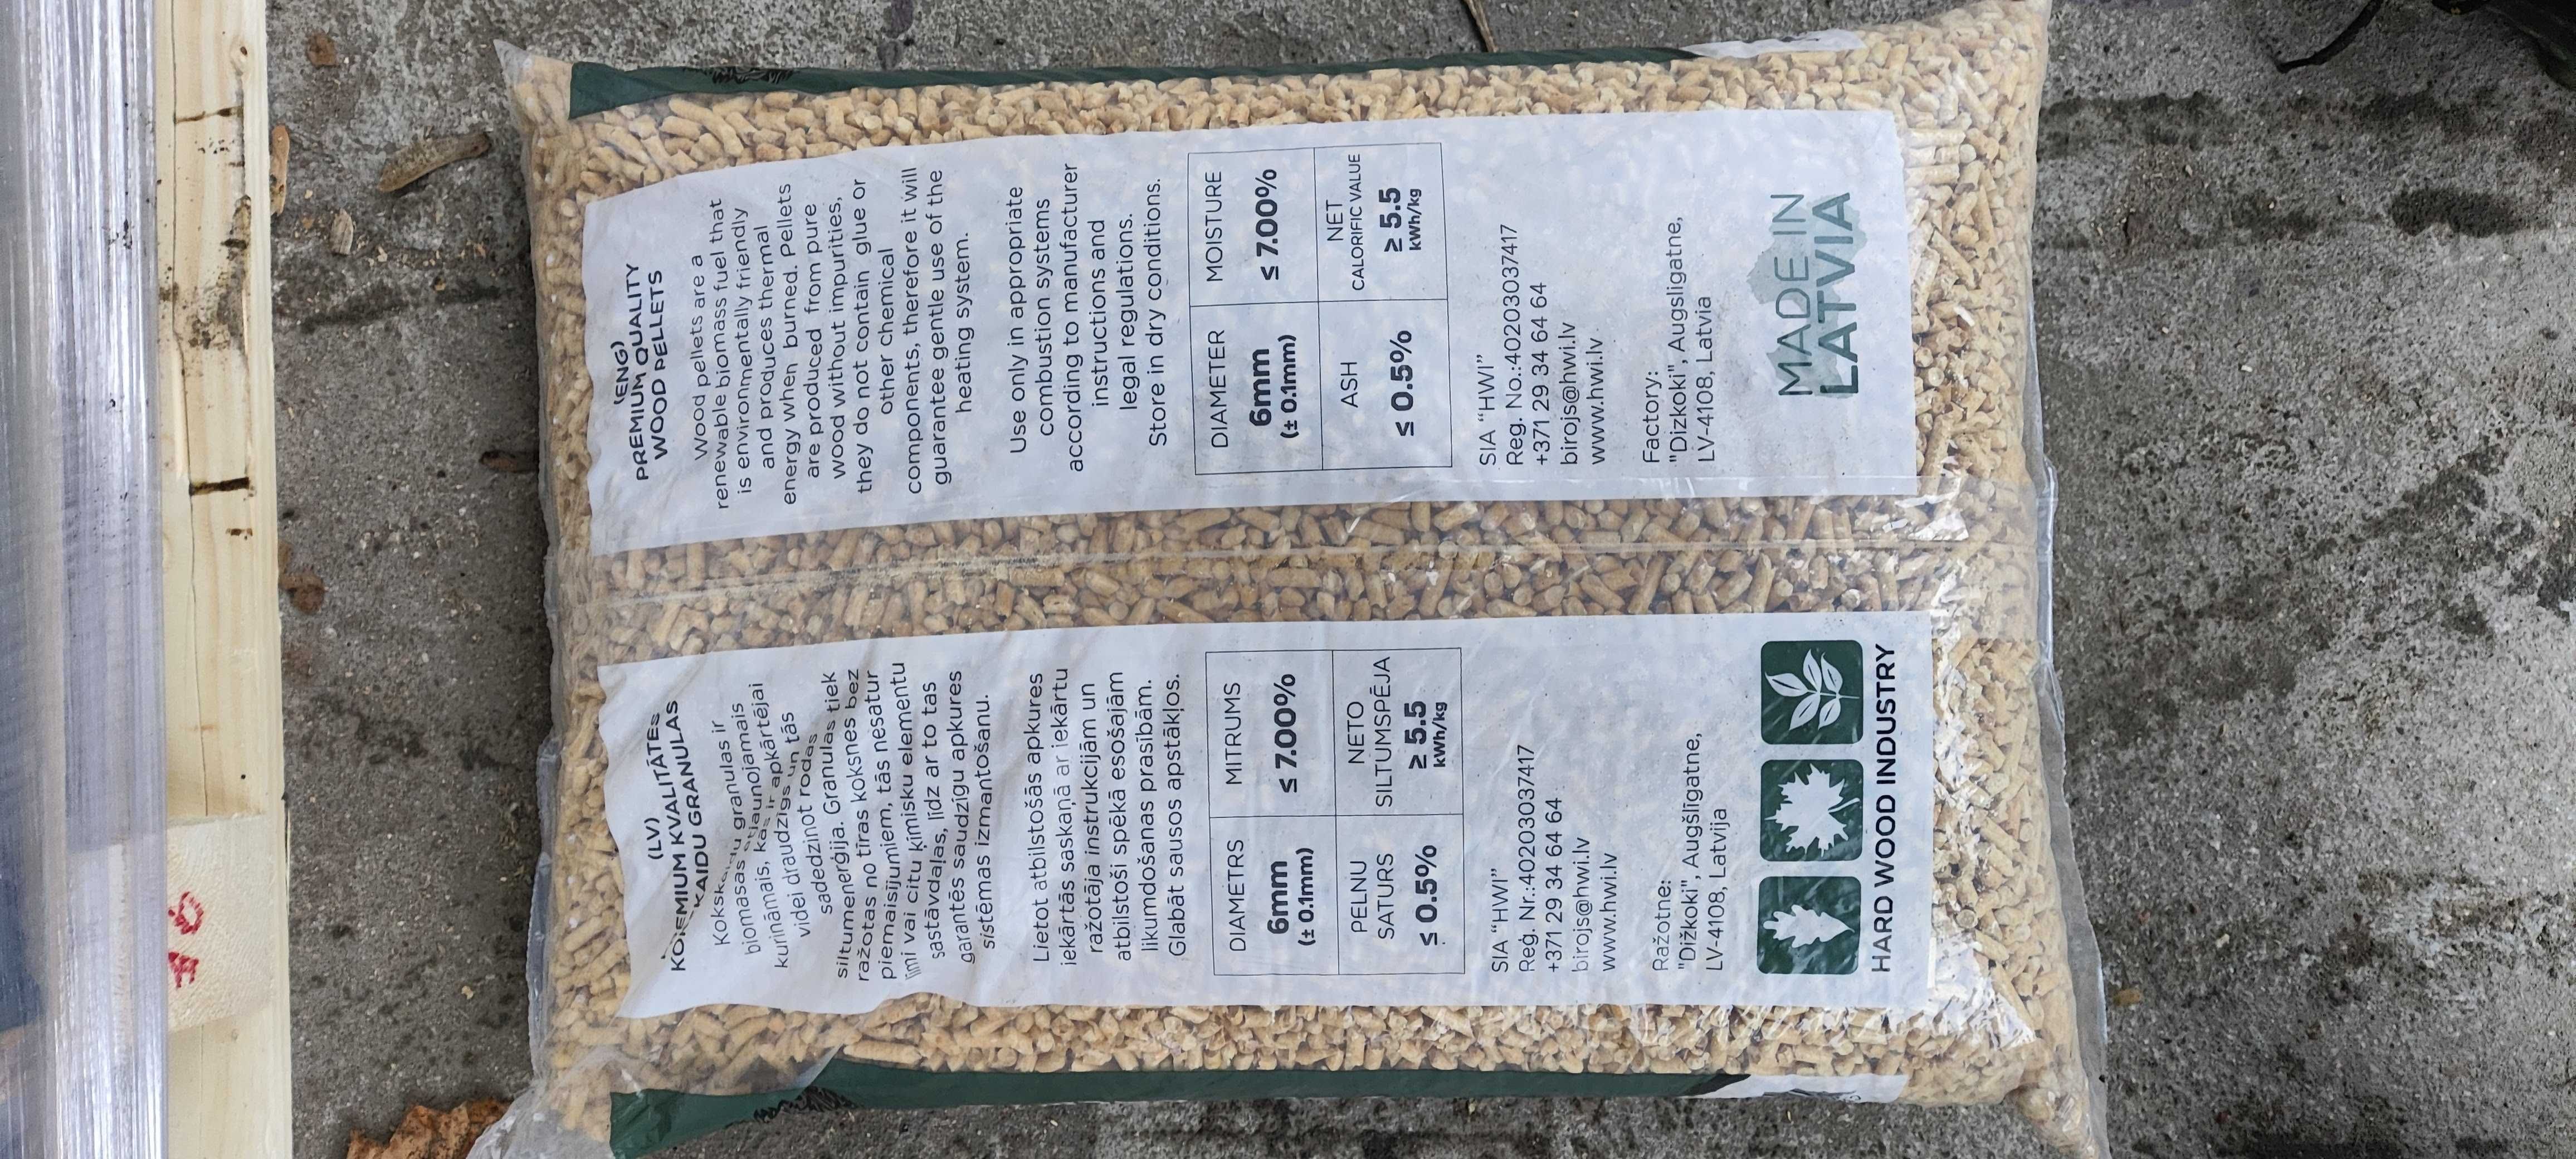 (LV)
PREMIUM KVALITĀTES
KAIDU GRANULAS
granulas ir
biomasas atjaunojamais
kurināmais, kas ir apkārtējai
videi draudzīgs un tās
sadedzinot rodas
siltumenerģija. Granulas tiek
ražotas no tīras koksnes bez
piemaisījumiem, tās nesatur
līmi vai citu ķīmisku elementu
sastāvdaļas, līdz ar to tas
garantēs saudzīgu apkures
sistēmas izmantošanu.
Lietot atbilstošās apkures
iekārtās saskaņā ar iekārtu
ražotāja instrukcijām un
atbilstoši spēkā esošajām
likumdošanas prasībām.
Glabāt sausos apstākļos.
DIAMETRS
6mm
(± 0.1mm)
MITRUMS
≤ 7.00%
PELNU
SATURS
≤ 0.5%
NETO
SILTUMSPĒJA
≥ 5.5
kWh/kg
SIA “HWI”
Reģ. Nr.:40203037417
+371 29 34 64 64
birojs@hwi.lv
www.hwi.lv
Ražotne:
"Dižkoki", Augšlīgatne,
LV-4108, Latvija
HARD WOOD INDUSTRY
(ENG)
PREMIUM QUALITY
WOOD PELLETS
Wood pellets are a
renewable biomass fuel that
is environmentally friendly
and produces thermal
energy when burned. Pellets
are produced from pure
wood without impurities,
they do not contain glue or
other chemical
components, therefore it will
guarantee gentle use of the
heating system.
Use only in appropriate
combustion systems
according to manufacturer
instructions and
legal regulations.
Store in dry conditions.
DIAMETER
6mm
(± 0.1mm)
MOISTURE
≤ 7.00%
ASH
≤ 0.5%
NET
CALORIFIC VALUE
≥ 5.5
kWh/kg
SIA “HWI”
Reg. No.:40203037417
+371 29 34 64 64
birojs@hwi.lv
www.hwi.lv
Factory:
"Dizkoki", Augsligatne,
LV-4108, Latvia
MADE IN
LATVIA